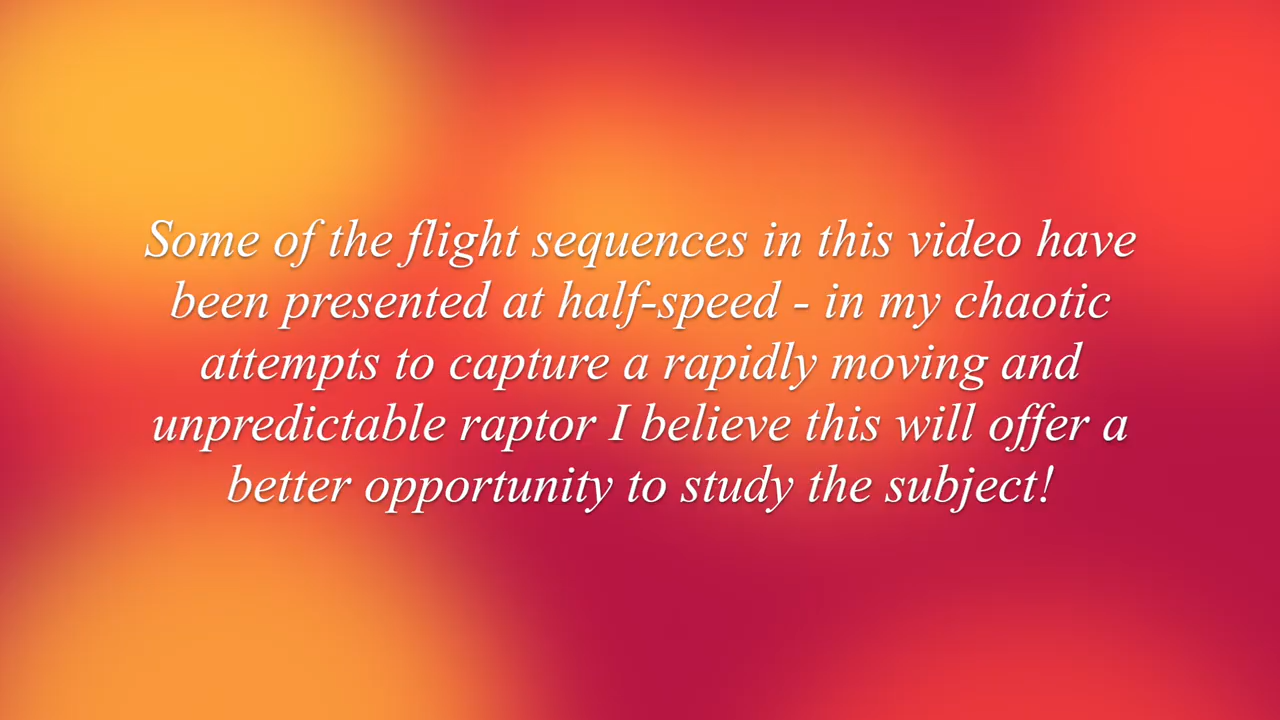 Some of the flight sequences in this video have
been presented at half-speed - in my chaotic
attempts to capture a rapidly moving and
unpredictable raptor I believe this will offer a
better opportunity to study the subject!